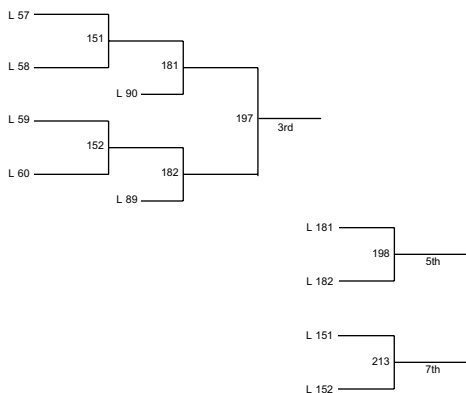 L 57
151
L 58
181
L 90
L 59
197
3rd
152
L 60
182
L 89
L 181
198
5th
L 182
L 151
213
7th
L 152